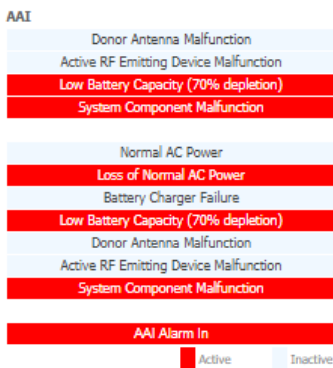 AAI
Donor Antenna Malfunction
Active RF Emitting Device Malfunction
Low Battery Capacity (70% depletion)
System Component Malfunction
Normal AC Power
Loss of Normal AC Power
Battery Charger Failure
Low Battery Capacity (70% depletion)
Donor Antenna Malfunction
Active RF Emitting Device Malfunction
System Component Malfunction
AAI Alarm In
Active Inactive